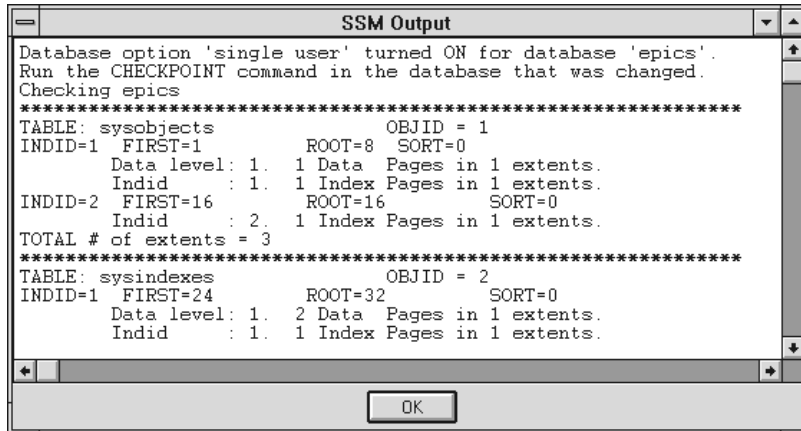 SSM Output
Database option 'single user' turned ON for database 'epics'.
Run the CHECKPOINT command in the database that was changed.
Checking epics
***************************************************************
TABLE: sysobjects OBJID = 1
INDID=1 FIRST=1 ROOT=8 SORT=0
Data level: 1. 1 Data Pages in 1 extents.
Indid : 1. 1 Index Pages in 1 extents.
INDID=2 FIRST=16 ROOT=16 SORT=0
Indid : 2. 1 Index Pages in 1 extents.
TOTAL # of extents = 3
***************************************************************
TABLE: sysindexes OBJID = 2
INDID=1 FIRST=24 ROOT=32 SORT=0
Data level: 1. 2 Data Pages in 1 extents.
Indid : 1. 1 Index Pages in 1 extents.
OK